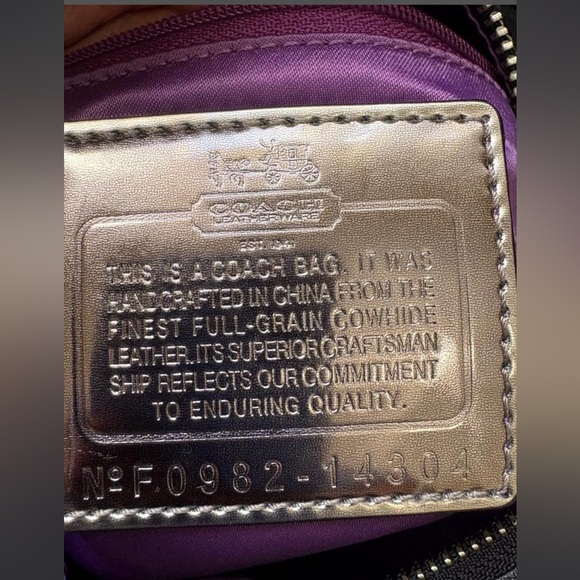 COACH
LEATHERWARE
EST. 1941
THIS IS A COACH BAG. IT WAS
HANDCRAFTED IN CHINA FROM THE
FINEST FULL-GRAIN COWHIDE
LEATHER.ITS SUPERIOR CRAFTSMAN
SHIP REFLECTS OUR COMMITMENT
TO ENDURING QUALITY.
Nº F.0982-14304